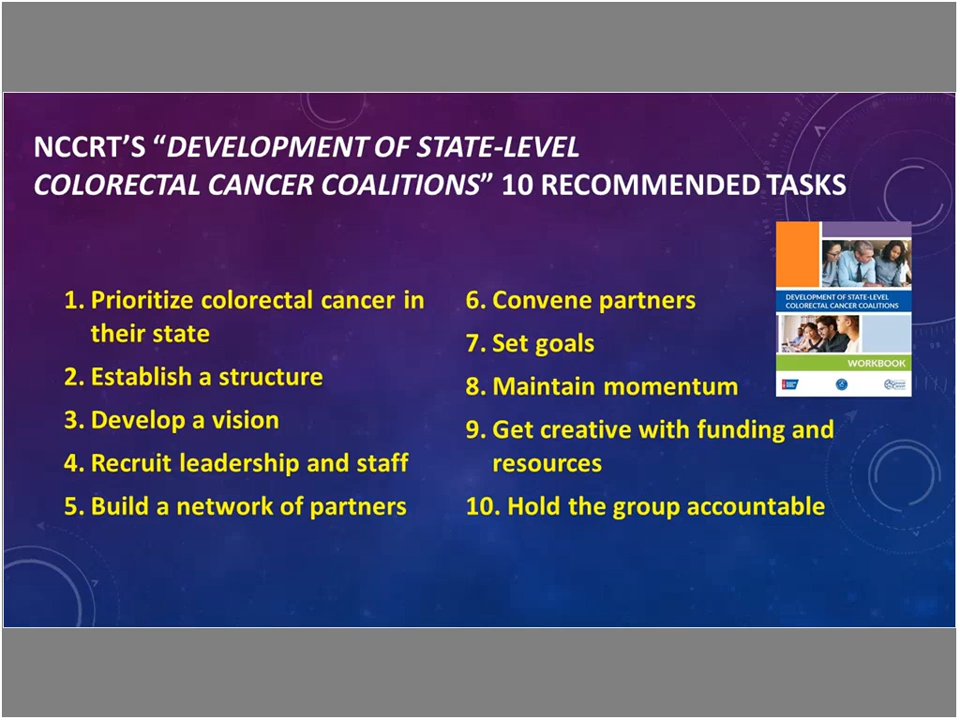 NCCRT'S “DEVELOPMENT OF STATE-LEVEL
COLORECTAL CANCER COALITIONS” 10 RECOMMENDED TASKS
1. Prioritize colorectal cancer in
their state
2. Establish a structure
3. Develop a vision
4. Recruit leadership and staff
5. Build a network of partners
6. Convene partners
7. Set goals
8. Maintain momentum
9. Get creative with funding and
resources
10. Hold the group accountable
DEVELOPMENT OF STATE-LEVEL
COLORECTAL CANCER COALITIONS
WORKBOOK